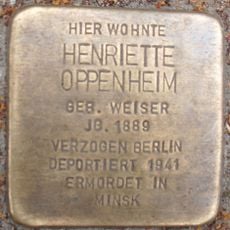 HIER WOHNTE
HENRIETTE
OPPENHEIM
GEB. WEISER
JG. 1889
VERZOGEN BERLIN
DEPORTIERT 1941
ERMORDET IN
MINSK